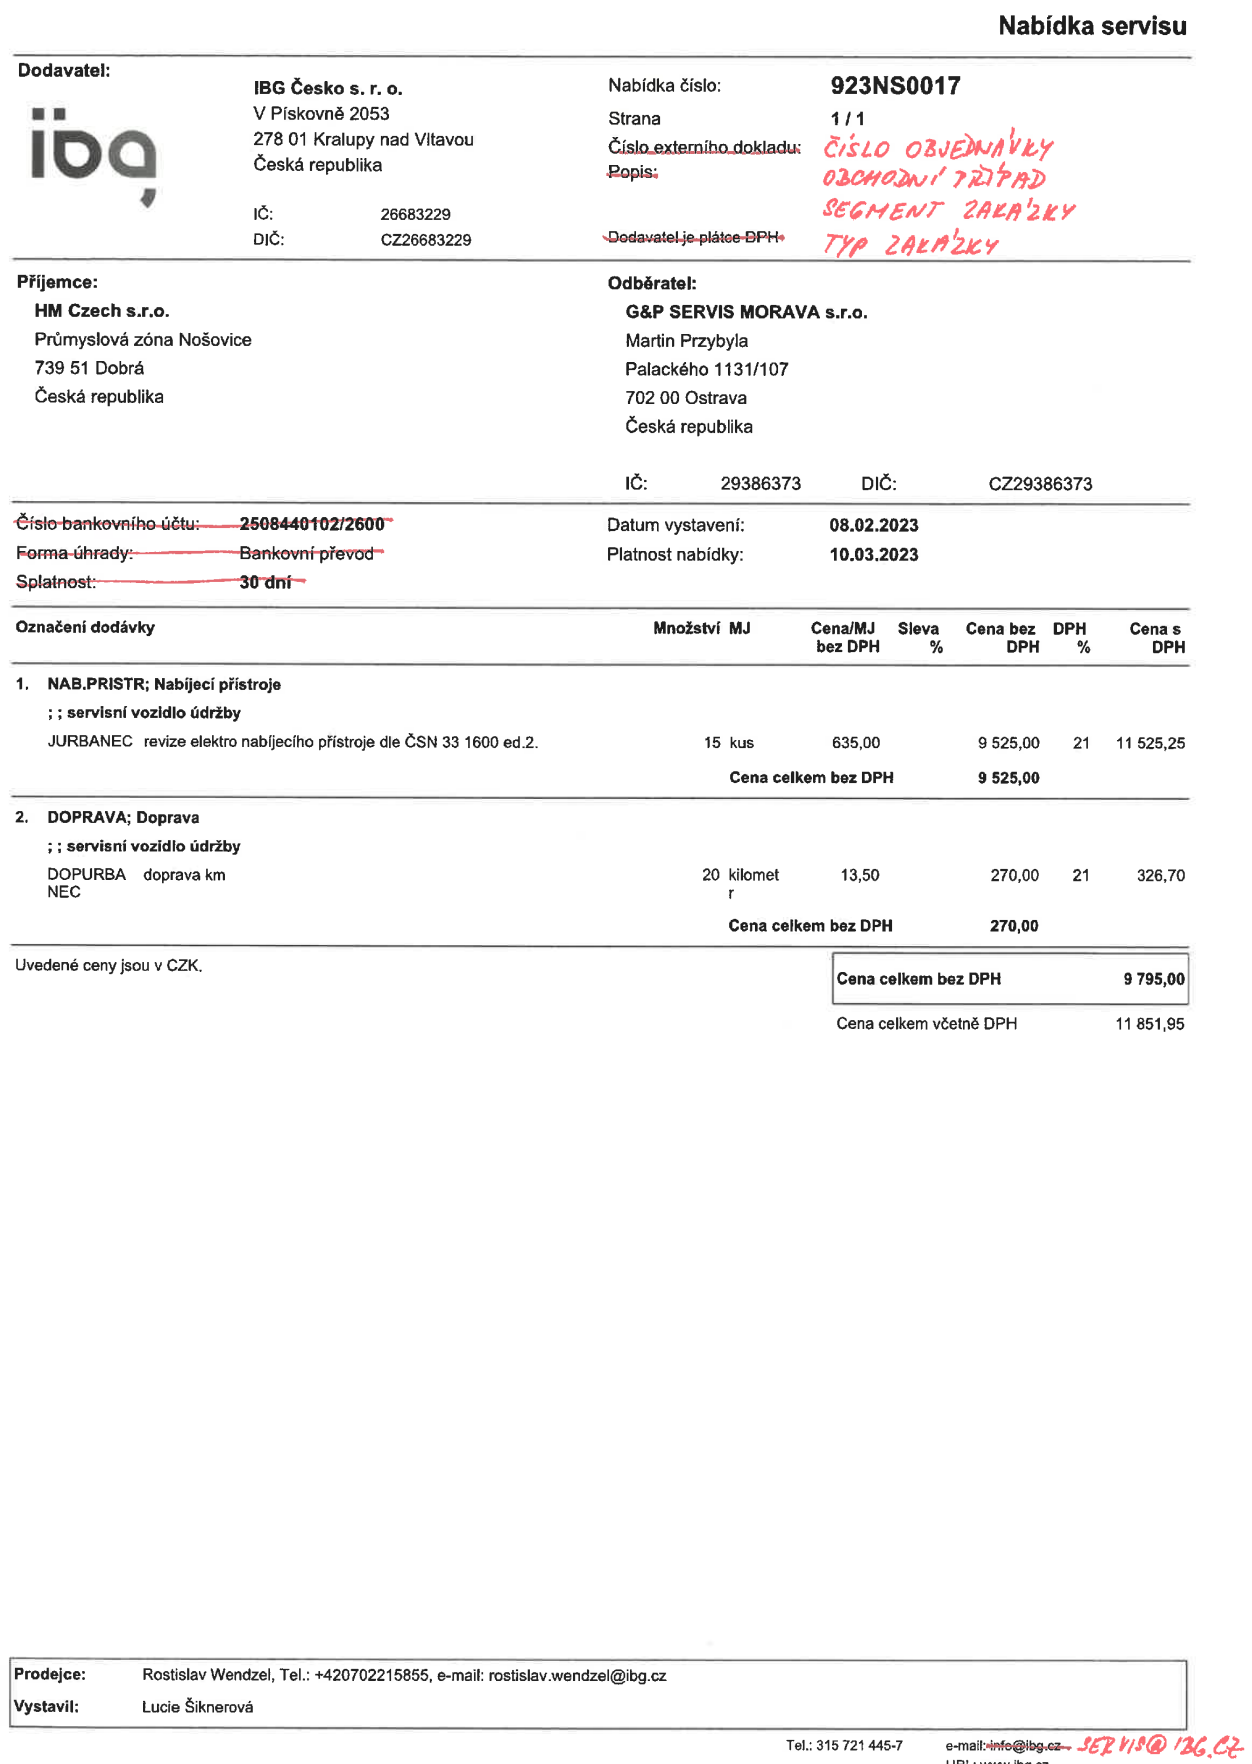 Nabídka servisu
Dodavatel:
ibg
IBG Česko s. r. o.
V Pískovně 2053
278 01 Kralupy nad Vltavou
Česká republika
IČ: 26683229
DIČ: CZ26683229
Nabídka číslo: 923NS0017
Strana 1 / 1
Číslo externího dokladu: ČÍSLO OBJEDNÁVKY
Popis: OBCHODNÍ PŘÍPAD
SEGMENT ZAKÁZKY
Dodavatel je plátce DPH TYP ZAKÁZKY
Příjemce:
HM Czech s.r.o.
Průmyslová zóna Nošovice
739 51 Dobrá
Česká republika
Odběratel:
G&P SERVIS MORAVA s.r.o.
Martin Przybyla
Palackého 1131/107
702 00 Ostrava
Česká republika
IČ: 29386373 DIČ: CZ29386373
Číslo bankovního účtu: 2508440102/2600
Forma úhrady: Bankovní převod
Splatnost: 30 dní
Datum vystavení: 08.02.2023
Platnost nabídky: 10.03.2023
Označení dodávky Množství MJ Cena/MJ Sleva Cena bez DPH Cena s
bez DPH % DPH % DPH
1. NAB.PRISTR; Nabíjecí přístroje
; ; servisní vozidlo údržby
JURBANEC revize elektro nabíjecího přístroje dle ČSN 33 1600 ed.2. 15 kus 635,00 9 525,00 21 11 525,25
Cena celkem bez DPH 9 525,00
2. DOPRAVA; Doprava
; ; servisní vozidlo údržby
DOPURBA doprava km 20 kilomet 13,50 270,00 21 326,70
NEC r
Cena celkem bez DPH 270,00
Uvedené ceny jsou v CZK.
Cena celkem bez DPH 9 795,00
Cena celkem včetně DPH 11 851,95
Prodejce: Rostislav Wendzel, Tel.: +420702215855, e-mail: rostislav.wendzel@ibg.cz
Vystavil: Lucie Šiknerová
Tel.: 315 721 445-7 e-mail: info@ibg.cz SERVIS@IBG.CZ